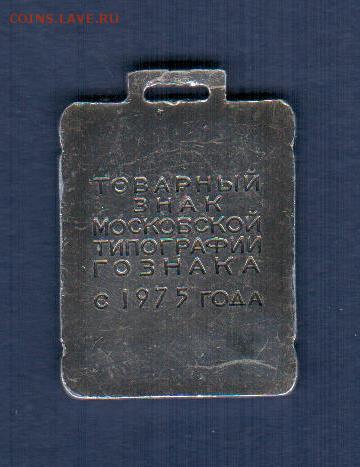 COINS.LAVE.RU
ТОВАРНЫЙ
ЗНАК
МОСКОВСКОЙ
ТИПОГРАФИИ
ГОЗНАКА
С 1975 ГОДА